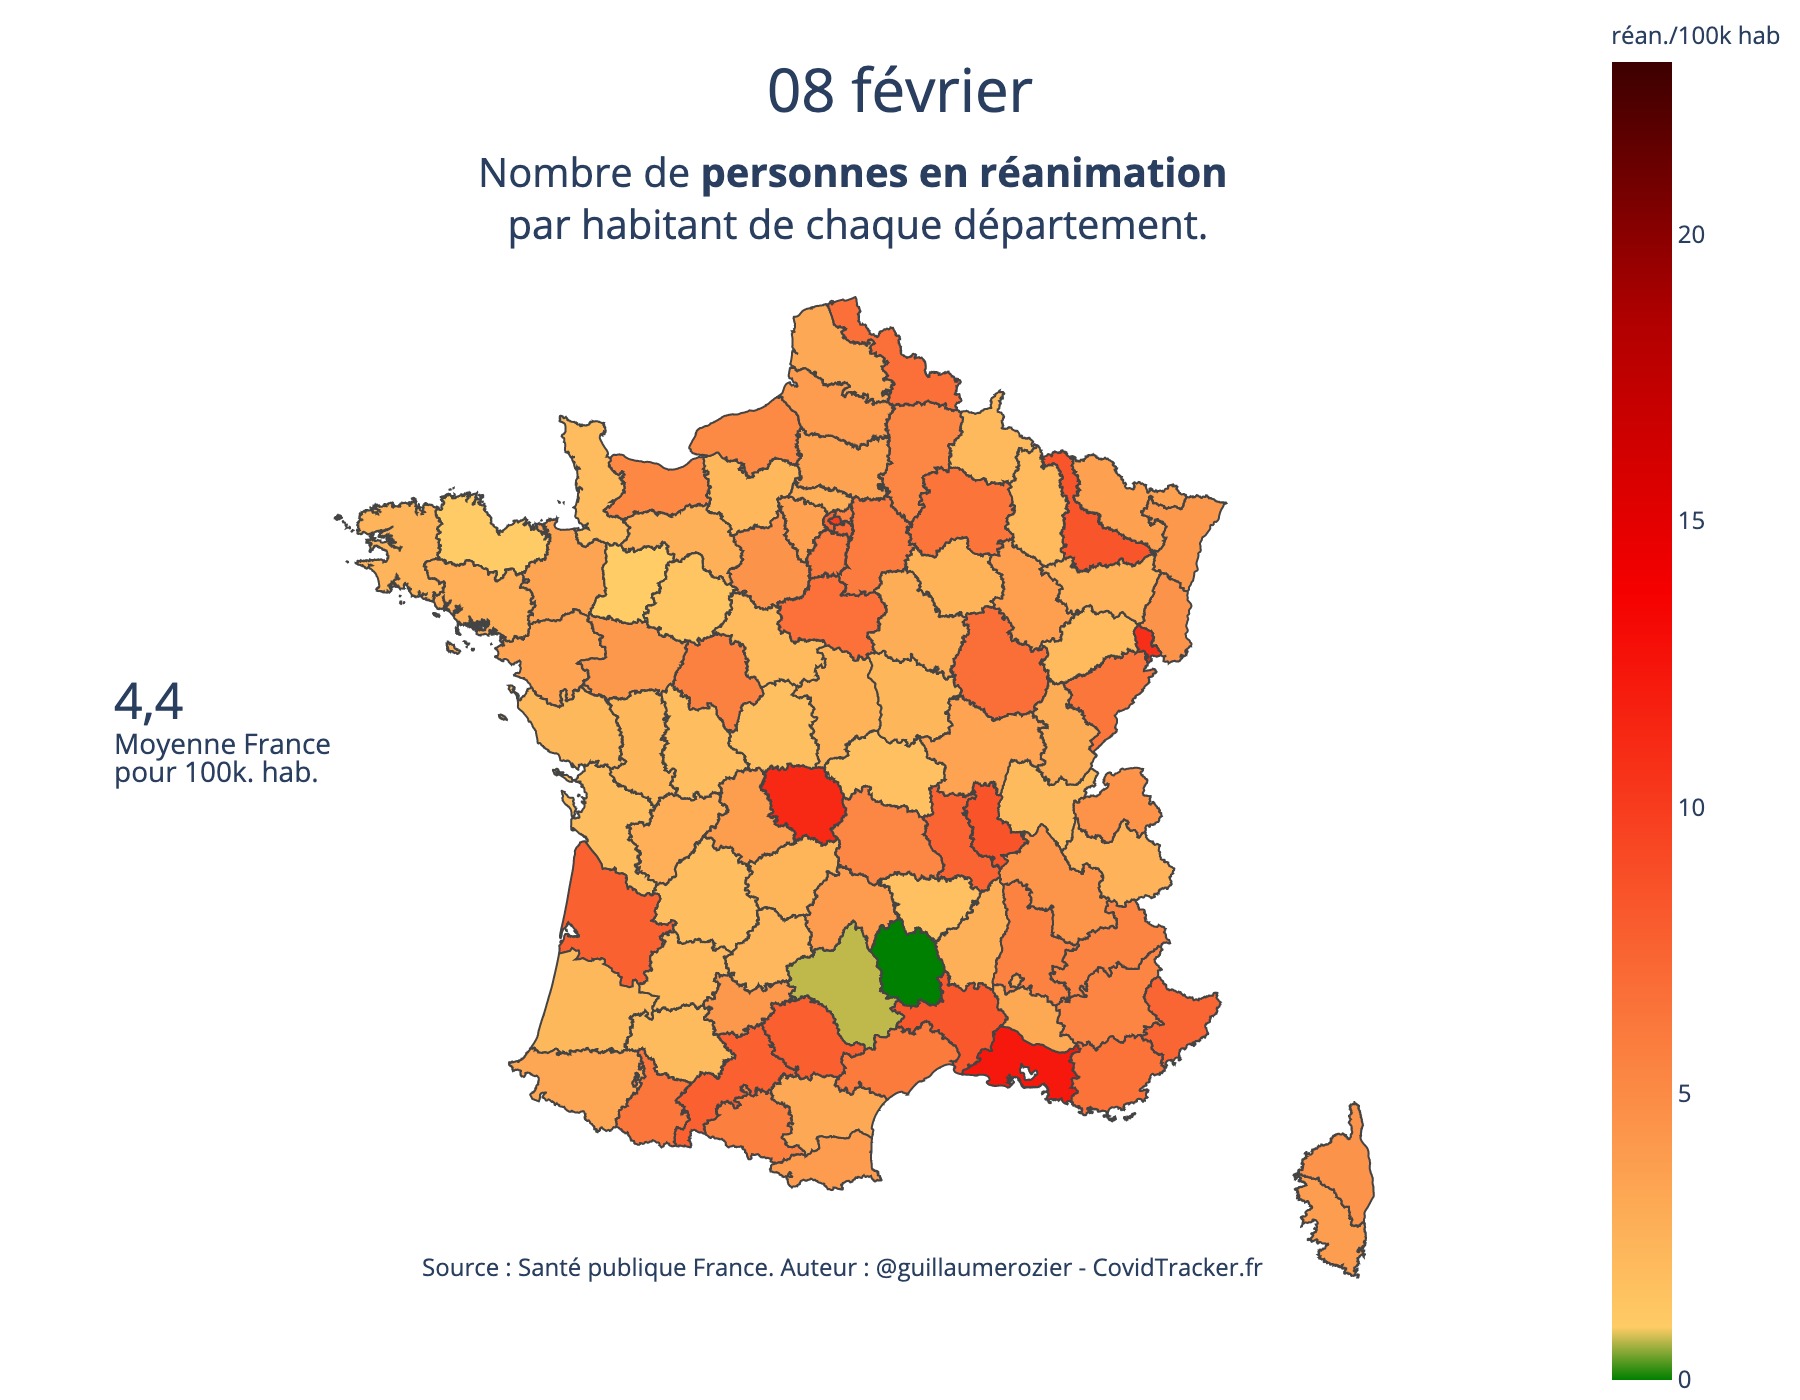 réan./100k hab
08 février
Nombre de personnes en réanimation
par habitant de chaque département.
20
15
10
5
0
4,4
Moyenne France
pour 100k. hab.
Source : Santé publique France. Auteur : @guillaumerozier - CovidTracker.fr